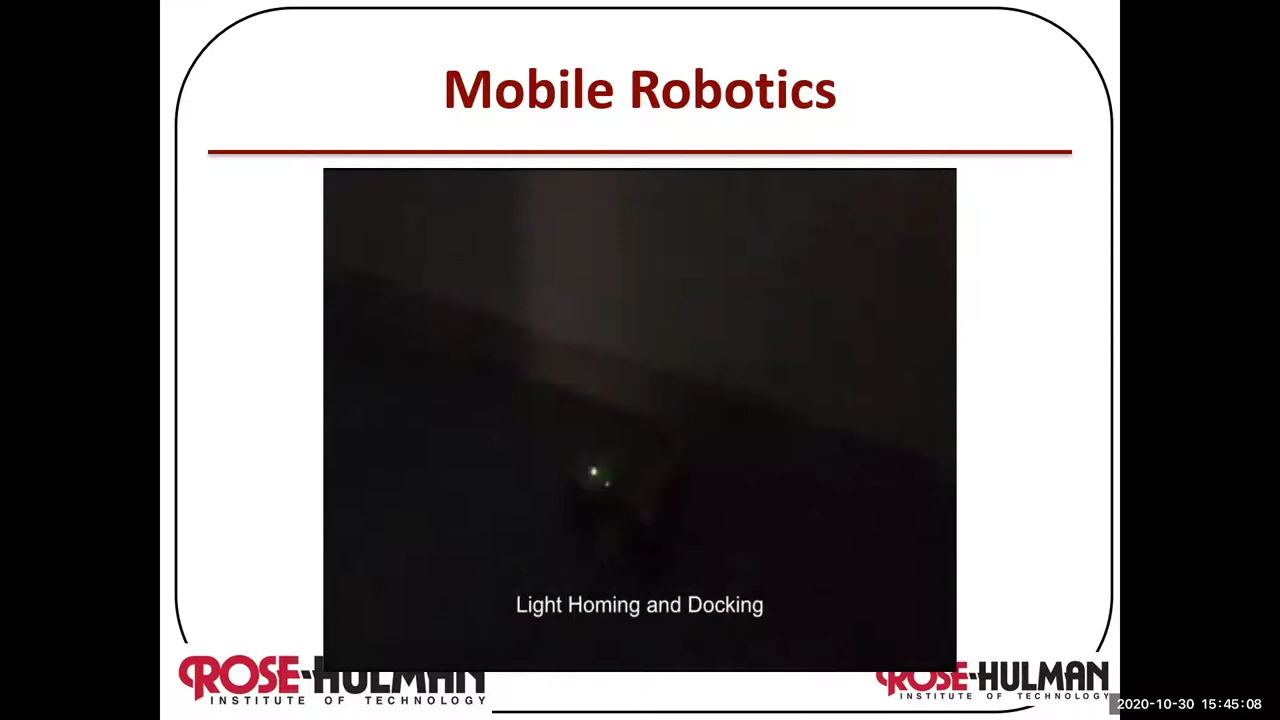 Mobile Robotics
Light Homing and Docking
ROSE-HULMAN
INSTITUTE OF TECHNOLOGY
ROSE-HULMAN
INSTITUTE OF TECHNOLOGY
2020-10-30 15:45:08